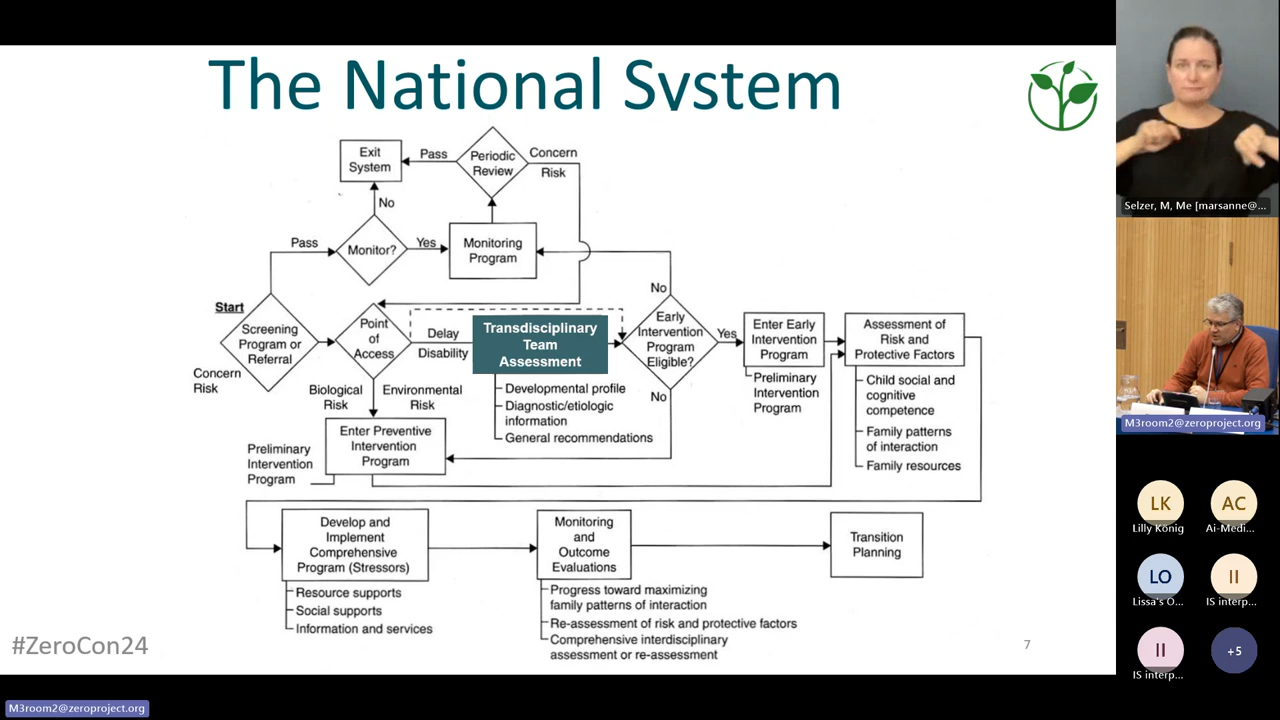 The National System
Exit
System
Pass
Periodic
Review
Concern
Risk
No
Pass
Monitor?
Yes
Monitoring
Program
No
Start
Screening
Program or
Referral
Concern
Risk
Point
of
Access
Delay
Disability
Transdisciplinary
Team
Assessment
Early
Intervention
Program
Eligible?
Yes
Enter Early
Intervention
Program
Assessment of
Risk and
Protective Factors
Biological
Risk
Environmental
Risk
Developmental profile
Diagnostic/etiologic
information
General recommendations
No
Preliminary
Intervention
Program
Child social and
cognitive
competence
Family patterns
of interaction
Family resources
Preliminary
Intervention
Program
Enter Preventive
Intervention
Program
Develop and
Implement
Comprehensive
Program (Stressors)
Resource supports
Social supports
Information and services
Monitoring
and
Outcome
Evaluations
Progress toward maximizing
family patterns of interaction
Re-assessment of risk and protective factors
Comprehensive interdisciplinary
assessment or re-assessment
Transition
Planning
#ZeroCon24
7
Selzer, M, Me [marsanne@...
M3room2@zeroproject.org
LK
Lilly König
AC
Ai-Medi...
LO
Lissa's O...
II
IS interp...
II
IS interp...
+5
M3room2@zeroproject.org